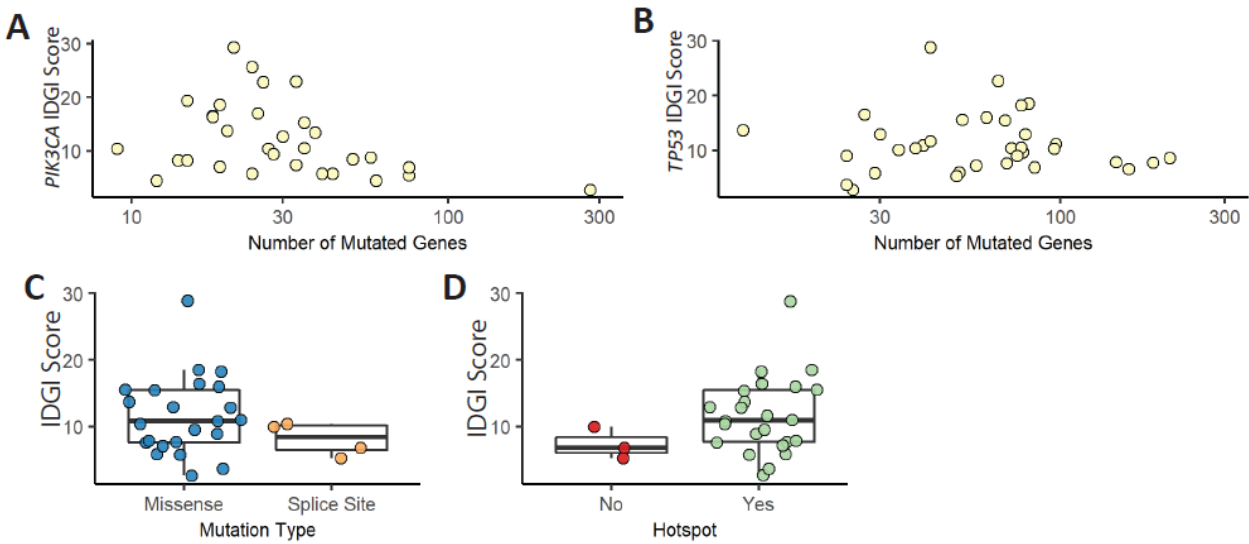 A
PIK3CA IDGI Score
30
20
10
10
30
100
300
Number of Mutated Genes
B
TP53 IDGI Score
30
20
10
30
100
300
Number of Mutated Genes
C
IDGI Score
30
20
10
Missense
Splice Site
Mutation Type
D
IDGI Score
30
20
10
No
Yes
Hotspot